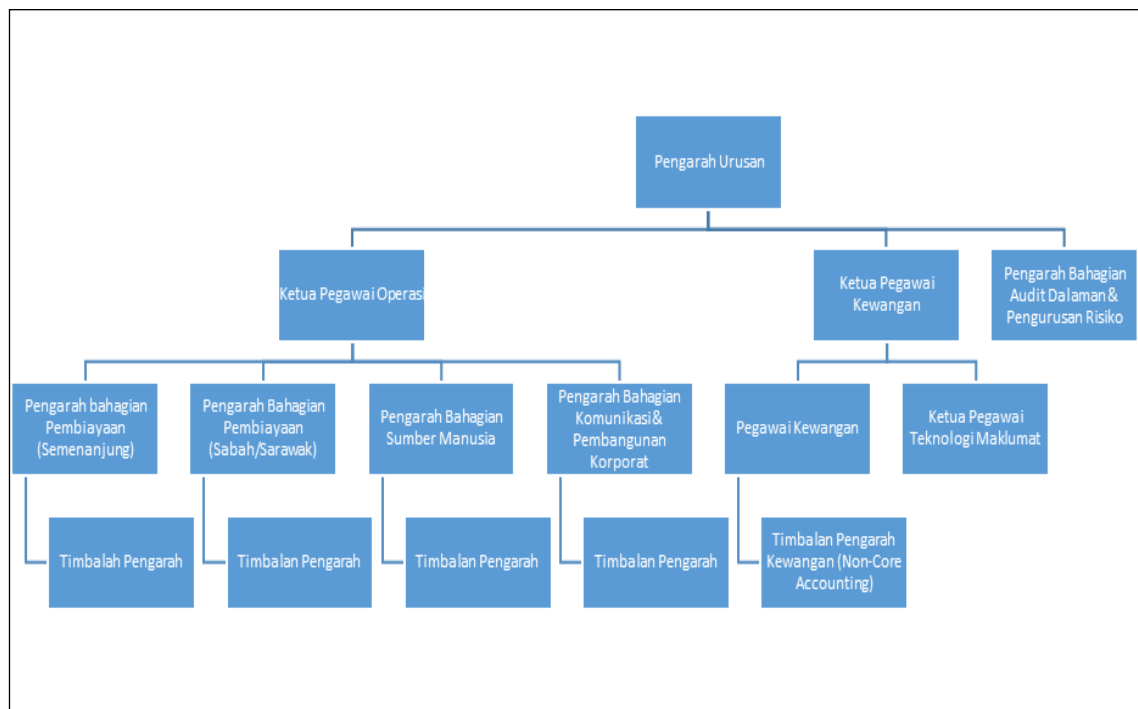 Pengarah Urusan
Ketua Pegawai Operasi
Ketua Pegawai
Kewangan
Pengarah Bahagian
Audit Dalaman &
Pengurusan Risiko
Pengarah bahagian
Pembiayaan
(Semenanjung)
Pengarah Bahagian
Pembiayaan
(Sabah/Sarawak)
Pengarah Bahagian
Sumber Manusia
Pengarah Bahagian
Komunikasi &
Pembangunan
Korporat
Pegawai Kewangan
Ketua Pegawai
Teknologi Maklumat
Timbalah Pengarah
Timbalan Pengarah
Timbalan Pengarah
Timbalan Pengarah
Timbalan Pengarah
Kewangan (Non-Core
Accounting)